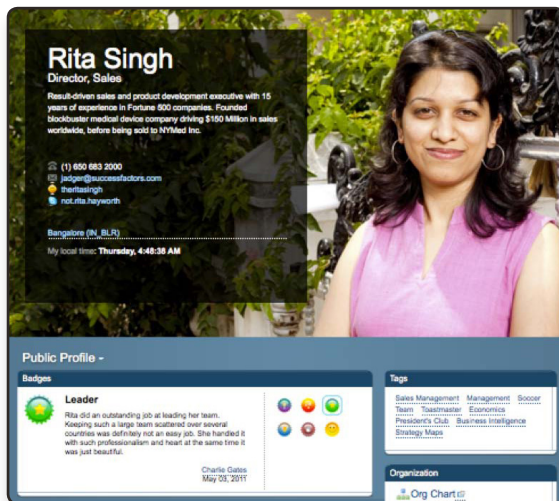 Rita Singh
Director, Sales
Result-driven sales and product development executive with 15
years of experience in Fortune 500 companies. Founded
blockbuster medical device company driving $150 Million in sales
worldwide, before being sold to NYMed Inc.
(1) 650 683 2000
jadger@successfactors.com
theritasingh
not.rita.hayworth
Bangalore (IN_BLR)
My local time: Thursday, 4:48:38 AM
Public Profile
Badges
Leader
Rita did an outstanding job at leading her team.
Keeping such a large team scattered over several
countries was definitely not an easy job. She handled it
with such professionalism and heart at the same time it
was just beautiful.
Charlie Gates
May 03, 2011
Tags
Sales Management Management Soccer
Team Toastmaster Economics
President's Club Business Intelligence
Strategy Maps
Organization
Org Chart